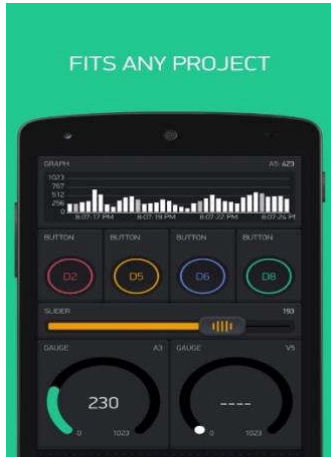 FITS ANY PROJECT
GRAPH A5: 423
1023
767
512
256
0
8:07:17 PM 8:07:19 PM 8:07:22 PM 8:07:24 PM
BUTTON BUTTON BUTTON BUTTON
D2 D5 D6 D8
SLIDER 193
GAUGE A3 GAUGE V5
230 ----
0 1023 0 1023